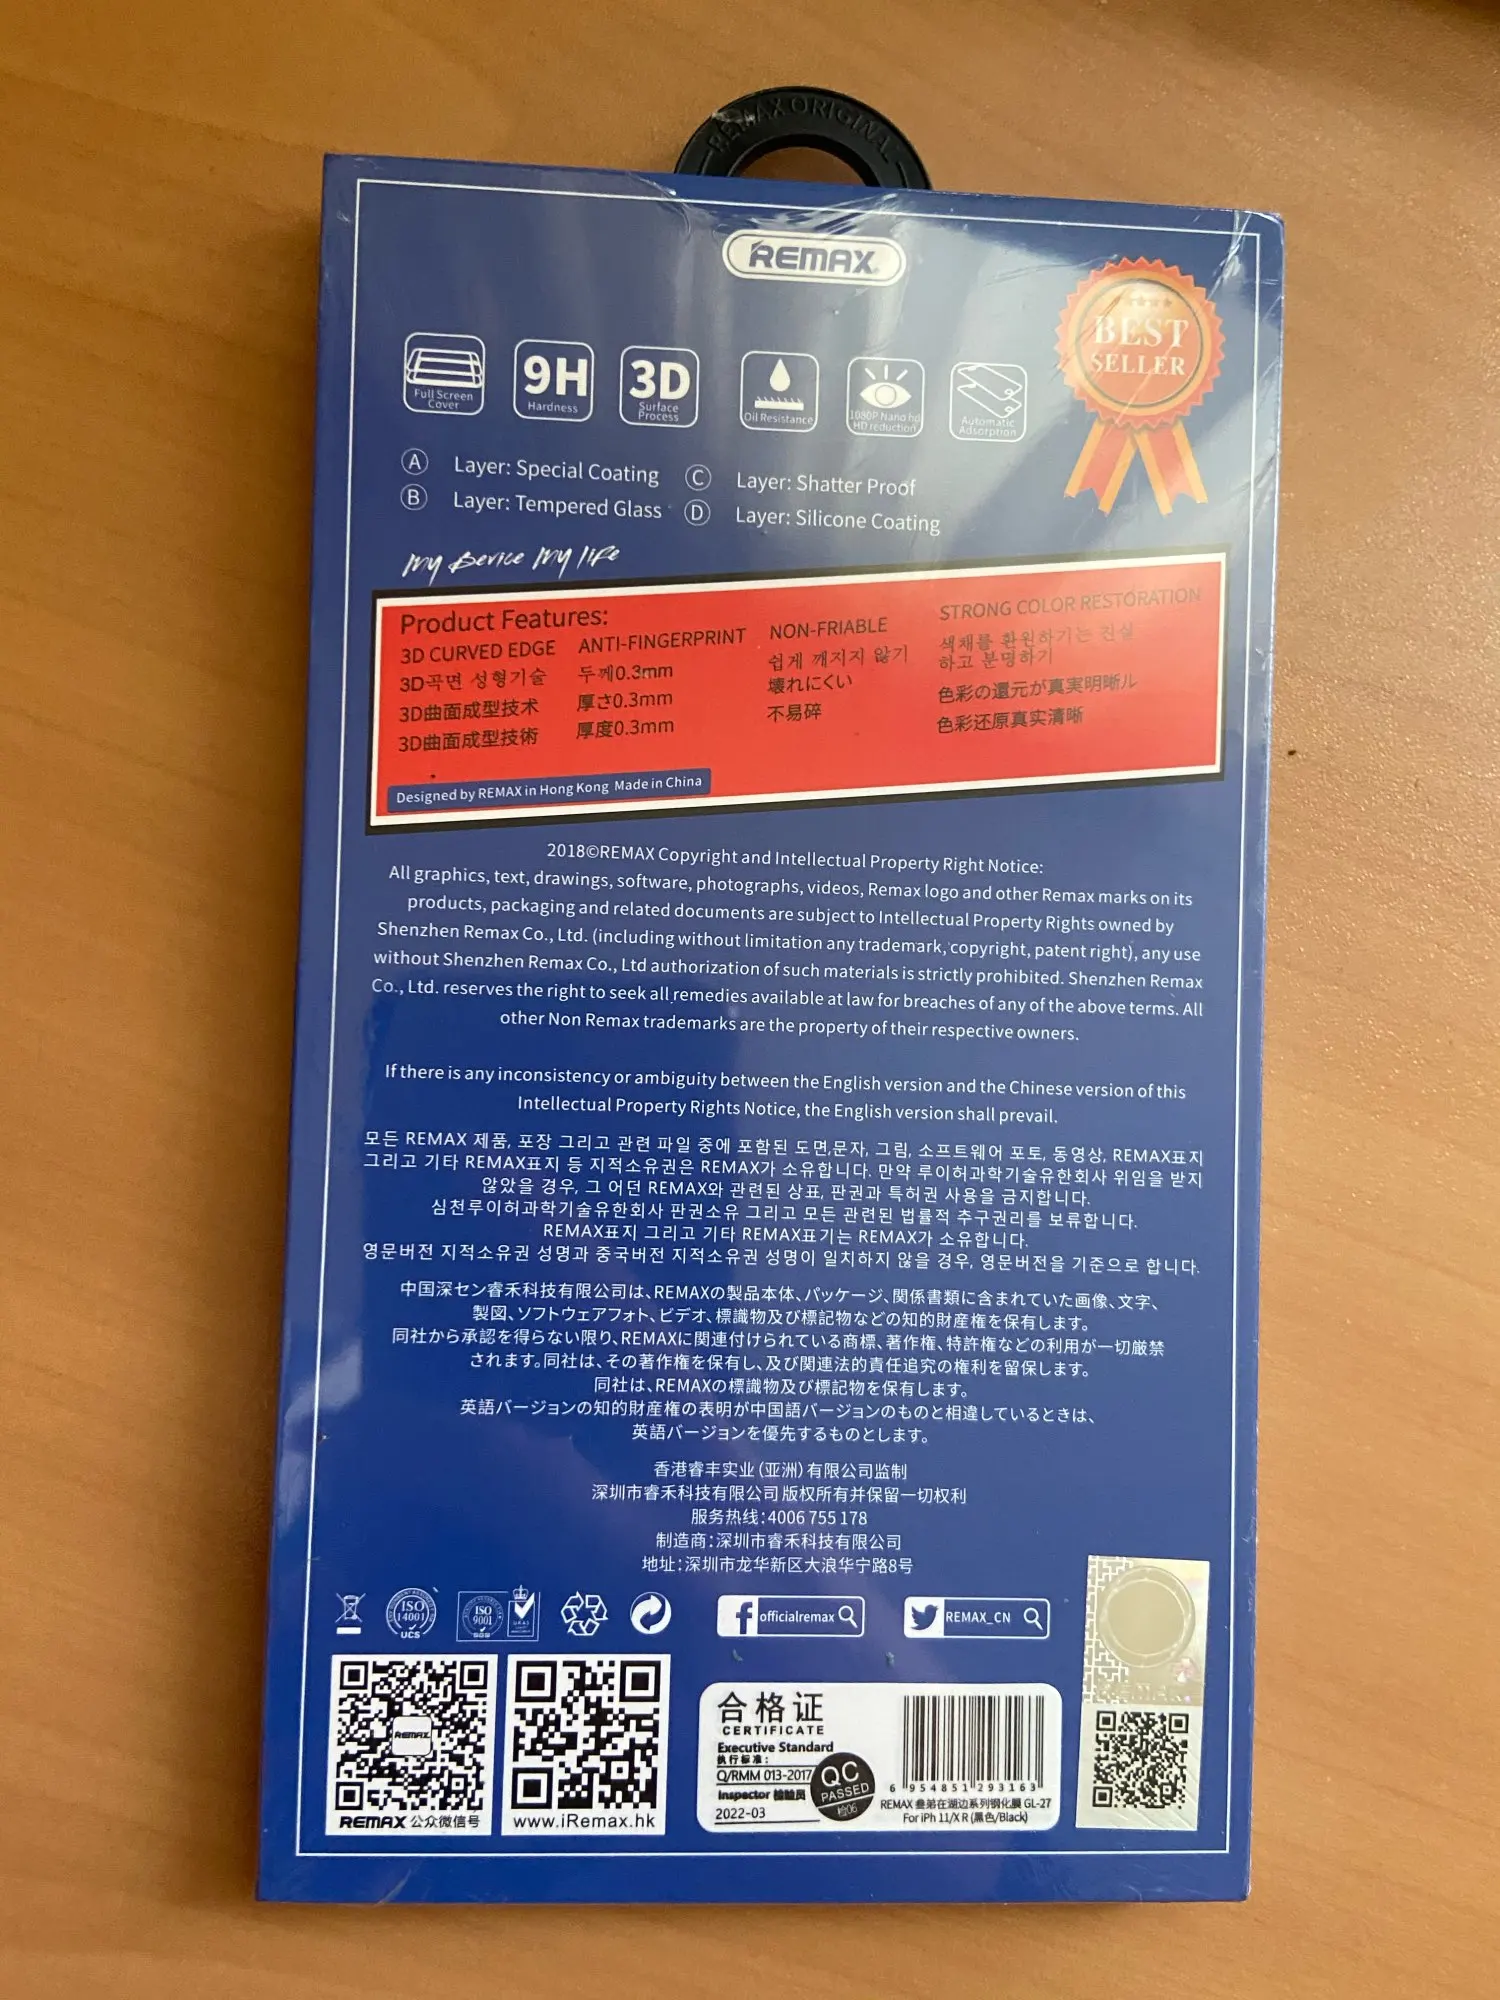 REMAX ORIGINAL
REMAX
BEST
SELLER
Full Screen
Cover
9H
Hardness
3D
Surface
Process
Oil Resistance
1080P Nano hd
HD reduction
Automatic
Adsorption
A Layer: Special Coating
B Layer: Tempered Glass
C Layer: Shatter Proof
D Layer: Silicone Coating
My Device My life
Product Features:
3D CURVED EDGE
3D곡면 성형기술
3D曲面成型技术
3D曲面成型技術
ANTI-FINGERPRINT
두께0.3mm
厚さ0.3mm
厚度0.3mm
NON-FRIABLE
쉽게 깨지지 않기
壊れにくい
不易碎
STRONG COLOR RESTORATION
색채를 환원하기는 진실
하고 분명하기
色彩の還元が真実明晰ル
色彩还原真实清晰
Designed by REMAX in Hong Kong Made in China
2018©REMAX Copyright and Intellectual Property Right Notice:
All graphics, text, drawings, software, photographs, videos, Remax logo and other Remax marks on its
products, packaging and related documents are subject to Intellectual Property Rights owned by
Shenzhen Remax Co., Ltd. (including without limitation any trademark, copyright, patent right), any use
without Shenzhen Remax Co., Ltd authorization of such materials is strictly prohibited. Shenzhen Remax
Co., Ltd. reserves the right to seek all remedies available at law for breaches of any of the above terms. All
other Non Remax trademarks are the property of their respective owners.
If there is any inconsistency or ambiguity between the English version and the Chinese version of this
Intellectual Property Rights Notice, the English version shall prevail.
모든 REMAX 제품, 포장 그리고 관련 파일 중에 포함된 도면,문자, 그림, 소프트웨어 포토, 동영상, REMAX표지
그리고 기타 REMAX표지 등 지적소유권은 REMAX가 소유합니다. 만약 루이허과학기술유한회사 위임을 받지
않았을 경우, 그 어던 REMAX와 관련된 상표, 판권과 특허권 사용을 금지합니다.
심천루이허과학기술유한회사 판권소유 그리고 모든 관련된 법률적 추구권리를 보류합니다.
REMAX표지 그리고 기타 REMAX표기는 REMAX가 소유합니다.
영문버전 지적소유권 성명과 중국버전 지적소유권 성명이 일치하지 않을 경우, 영문버전을 기준으로 합니다.
中国深セン睿禾科技有限公司は、REMAXの製品本体、パッケージ、関係書類に含まれていた画像、文字、
製図、ソフトウェアフォト、ビデオ、標識物及び標記物などの知的財産権を保有します。
同社から承認を得らない限り、REMAXに関連付けられている商標、著作権、特許権などの利用が一切厳禁
されます。同社は、その著作権を保有し、及び関連法的責任追究の権利を留保します。
同社は、REMAXの標識物及び標記物を保有します。
英語バージョンの知的財産権の表明が中国語バージョンのものと相違しているときは、
英語バージョンを優先するものとします。
香港睿丰实业(亚洲)有限公司监制
深圳市睿禾科技有限公司 版权所有并保留一切权利
服务热线:4006 755 178
制造商:深圳市睿禾科技有限公司
地址:深圳市龙华新区大浪华宁路8号
ISO
14001
UCS
ISO
9001
SGS
UKAS
officialremax
REMAX_CN
REMAX
REMAX 公众微信号
www.iRemax.hk
合格证
CERTIFICATE
Executive Standard
执行标准:
Q/RMM 013-2017
Inspector 检验员
2022-03
QC
PASSED
检06
6 954851 293163
REMAX 叁弟在湖边系列钢化膜 GL-27
For iPh 11/XR (黑色/Black)